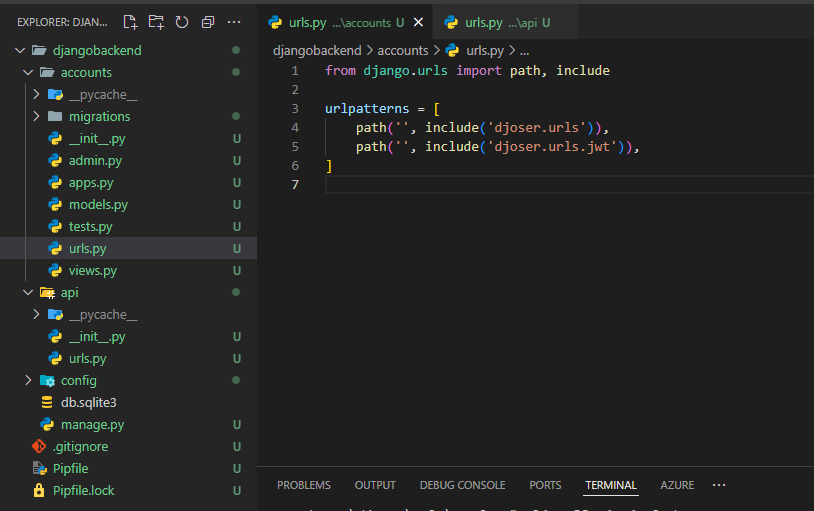 EXPLORER: DJAN...
djangobackend
accounts
__pycache__
migrations
__init__.py U
admin.py U
apps.py U
models.py U
tests.py U
urls.py U
views.py U
api
__pycache__
__init__.py U
urls.py U
config
db.sqlite3
manage.py U
.gitignore U
Pipfile U
Pipfile.lock U
urls.py ...\accounts U
urls.py ...\api U
djangobackend > accounts > urls.py > ...
1 from django.urls import path, include
2
3 urlpatterns = [
4 path('', include('djoser.urls')),
5 path('', include('djoser.urls.jwt')),
6 ]
7
PROBLEMS OUTPUT DEBUG CONSOLE PORTS TERMINAL AZURE ...